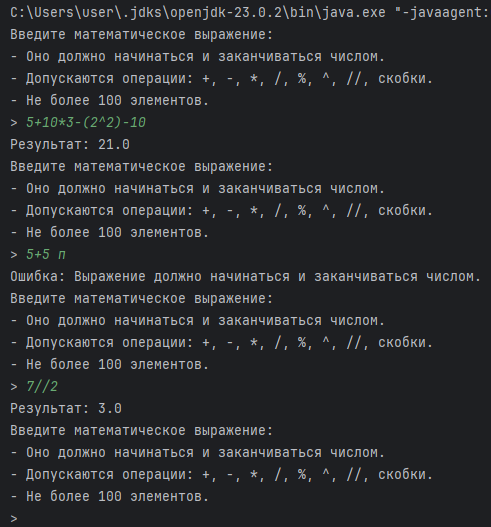 C:\Users\user\.jdks\openjdk-23.0.2\bin\java.exe "-javaagent:
Введите математическое выражение:
- Оно должно начинаться и заканчиваться числом.
- Допускаются операции: +, -, *, /, %, ^, //, скобки.
- Не более 100 элементов.
> 5+10*3-(2^2)-10
Результат: 21.0
Введите математическое выражение:
- Оно должно начинаться и заканчиваться числом.
- Допускаются операции: +, -, *, /, %, ^, //, скобки.
- Не более 100 элементов.
> 5+5 п
Ошибка: Выражение должно начинаться и заканчиваться числом.
Введите математическое выражение:
- Оно должно начинаться и заканчиваться числом.
- Допускаются операции: +, -, *, /, %, ^, //, скобки.
- Не более 100 элементов.
> 7//2
Результат: 3.0
Введите математическое выражение:
- Оно должно начинаться и заканчиваться числом.
- Допускаются операции: +, -, *, /, %, ^, //, скобки.
- Не более 100 элементов.
>